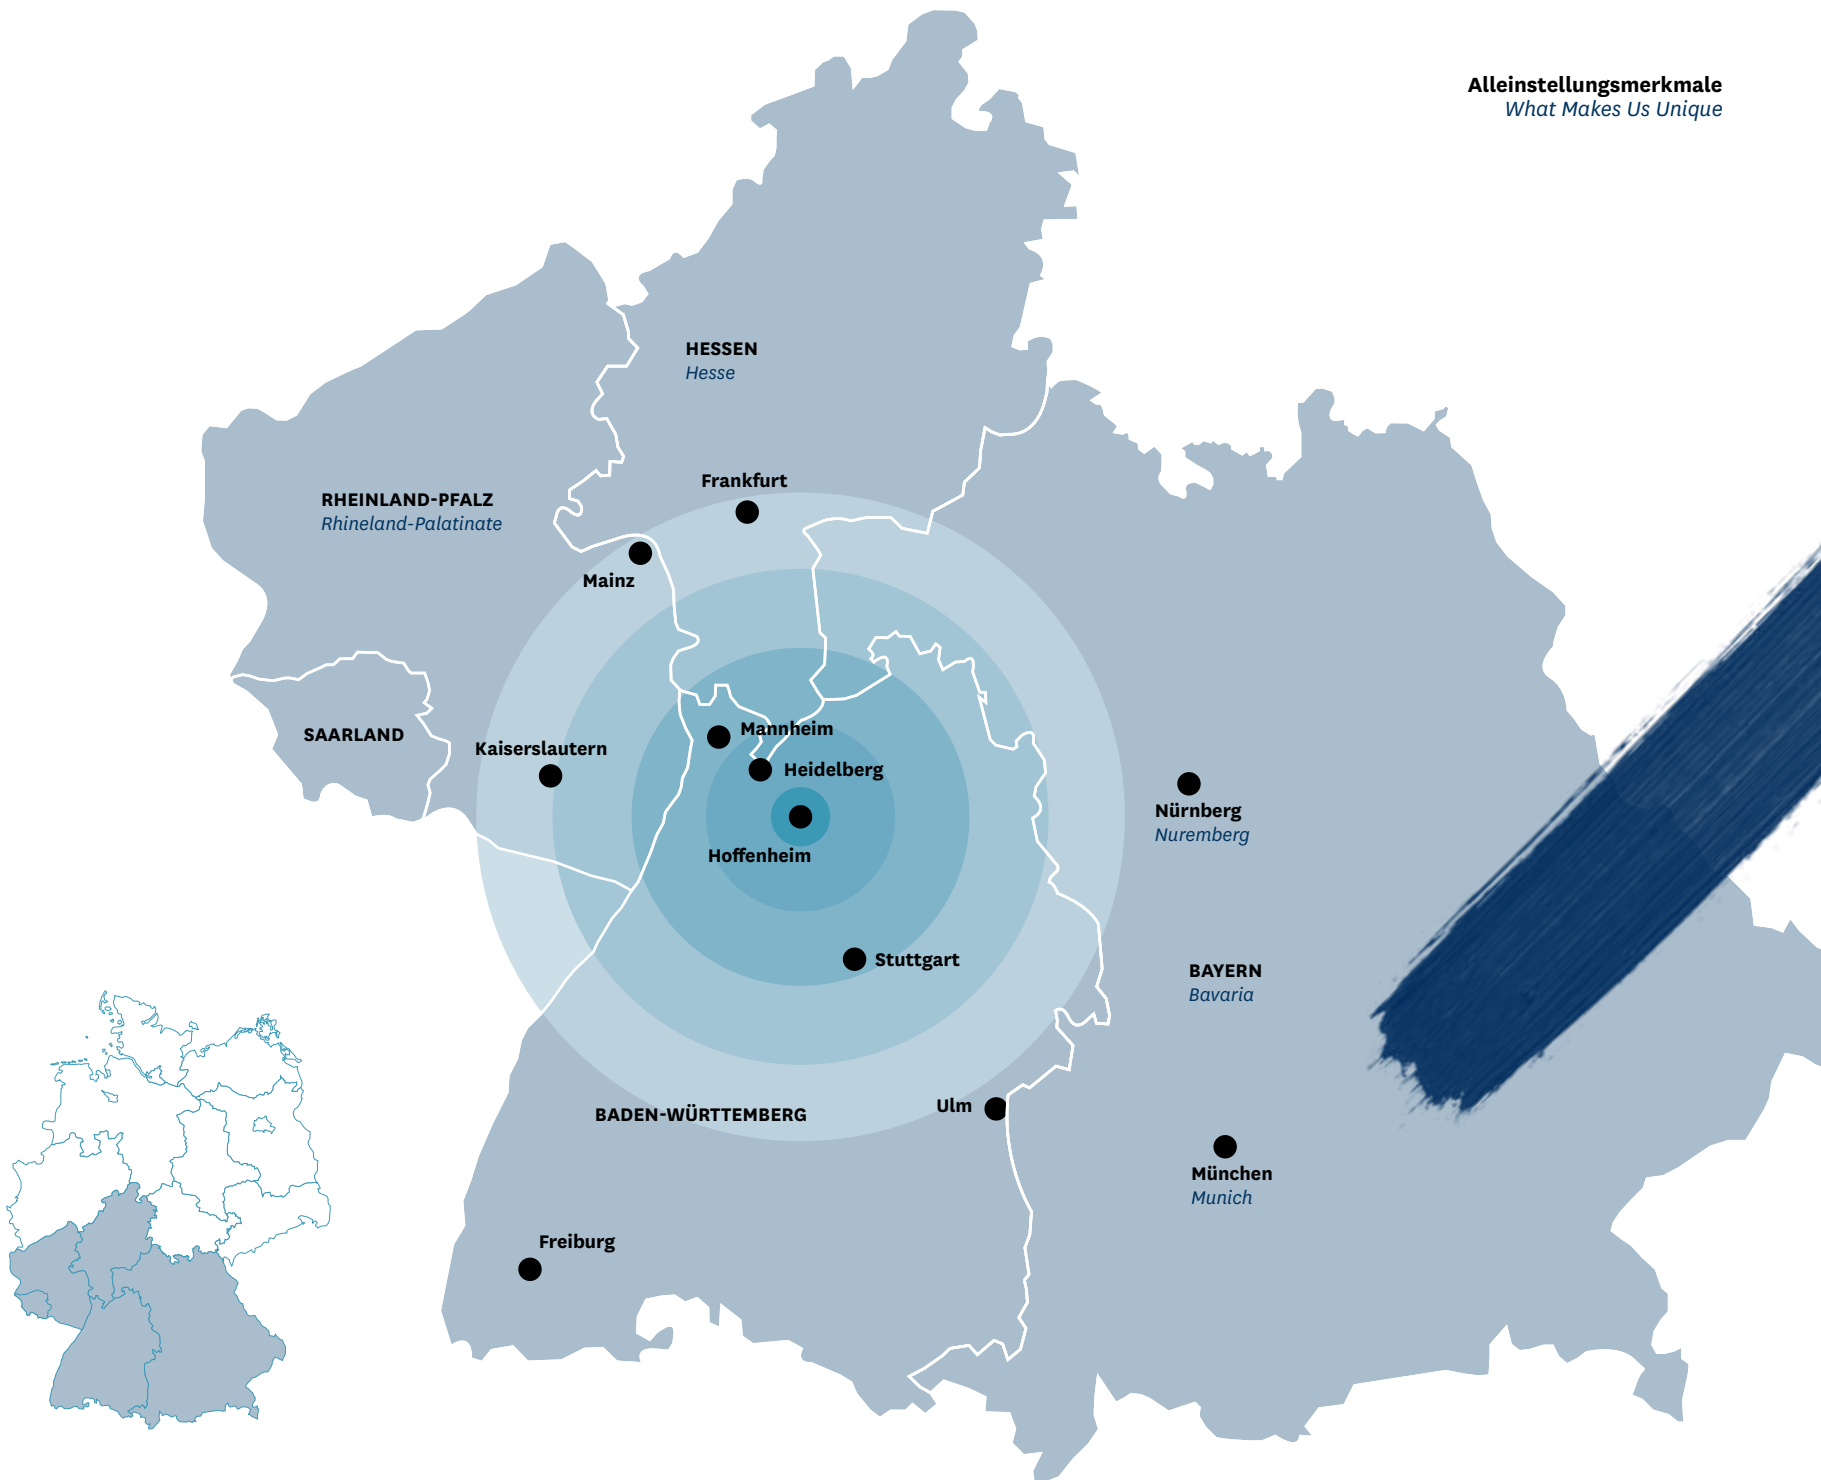 Alleinstellungsmerkmale
What Makes Us Unique
HESSEN
Hesse
Frankfurt
RHEINLAND-PFALZ
Rhineland-Palatinate
Mainz
SAARLAND
Kaiserslautern
Mannheim
Heidelberg
Hoffenheim
Nürnberg
Nuremberg
Stuttgart
BAYERN
Bavaria
BADEN-WÜRTTEMBERG
Ulm
München
Munich
Freiburg